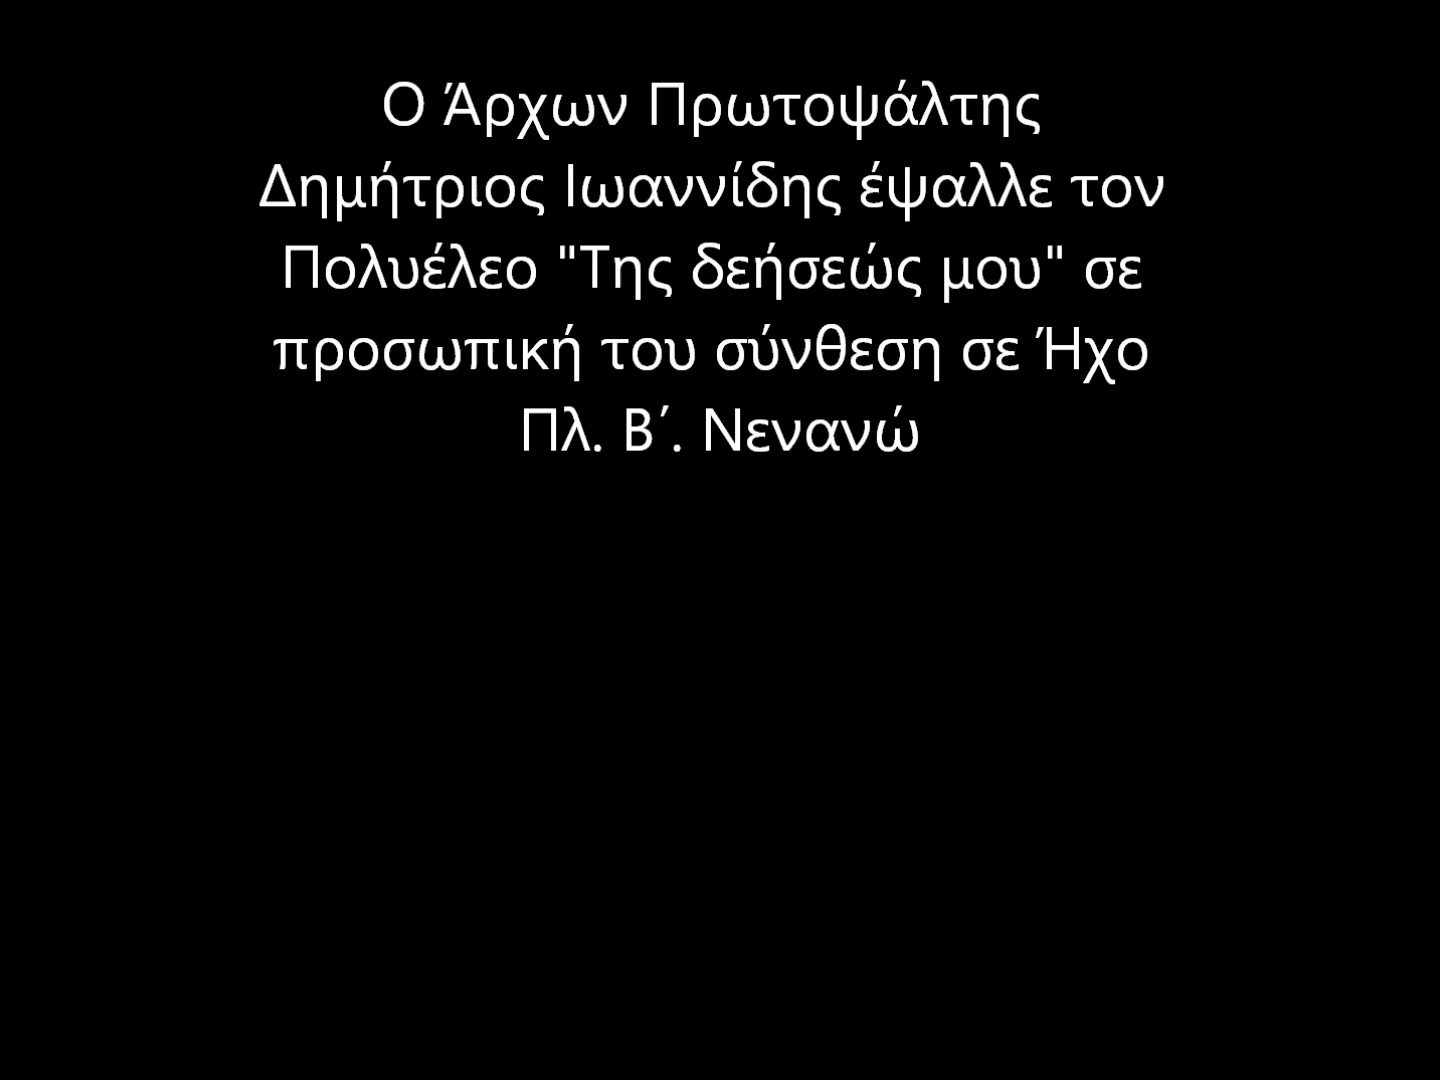 Ο Άρχων Πρωτοψάλτης
Δημήτριος Ιωαννίδης έψαλλε τον
Πολυέλεο "Της δεήσεώς μου" σε
προσωπική του σύνθεση σε Ήχο
Πλ. Β΄. Νενανώ